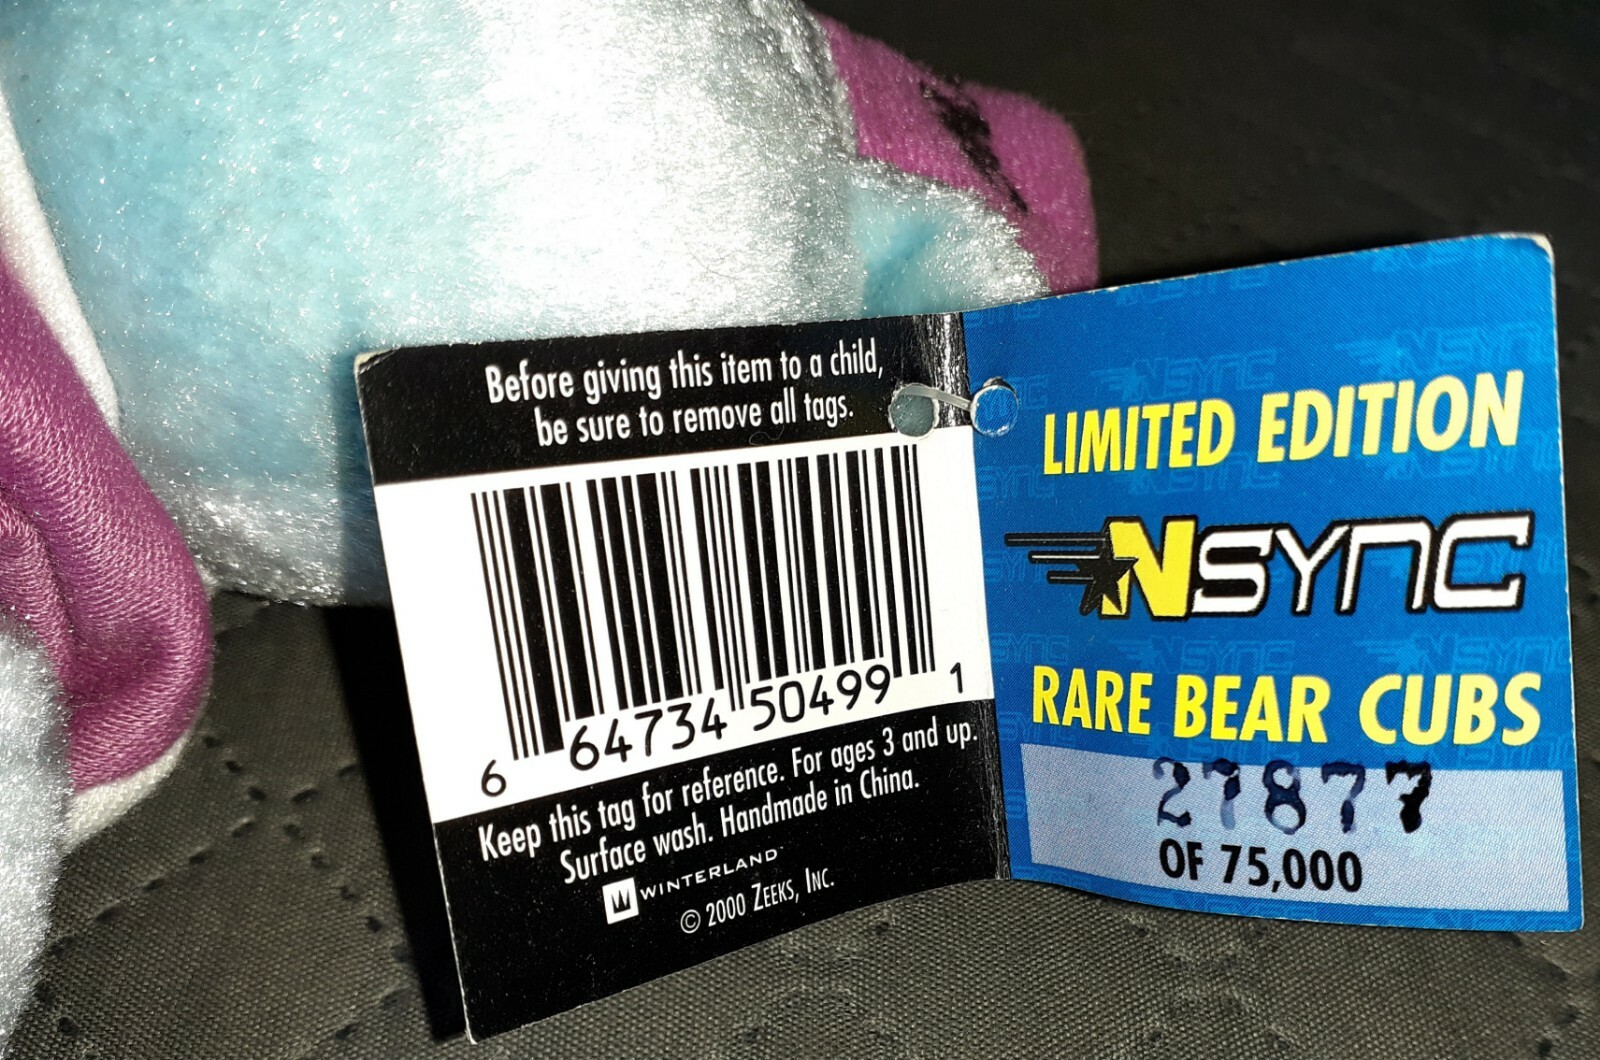 Before giving this item to a child,
be sure to remove all tags.
6 64734 50499 1
Keep this tag for reference. For ages 3 and up.
Surface wash. Handmade in China.
WINTERLAND
© 2000 ZEEKS, INC.
LIMITED EDITION
NSYNC
RARE BEAR CUBS
27877
OF 75,000